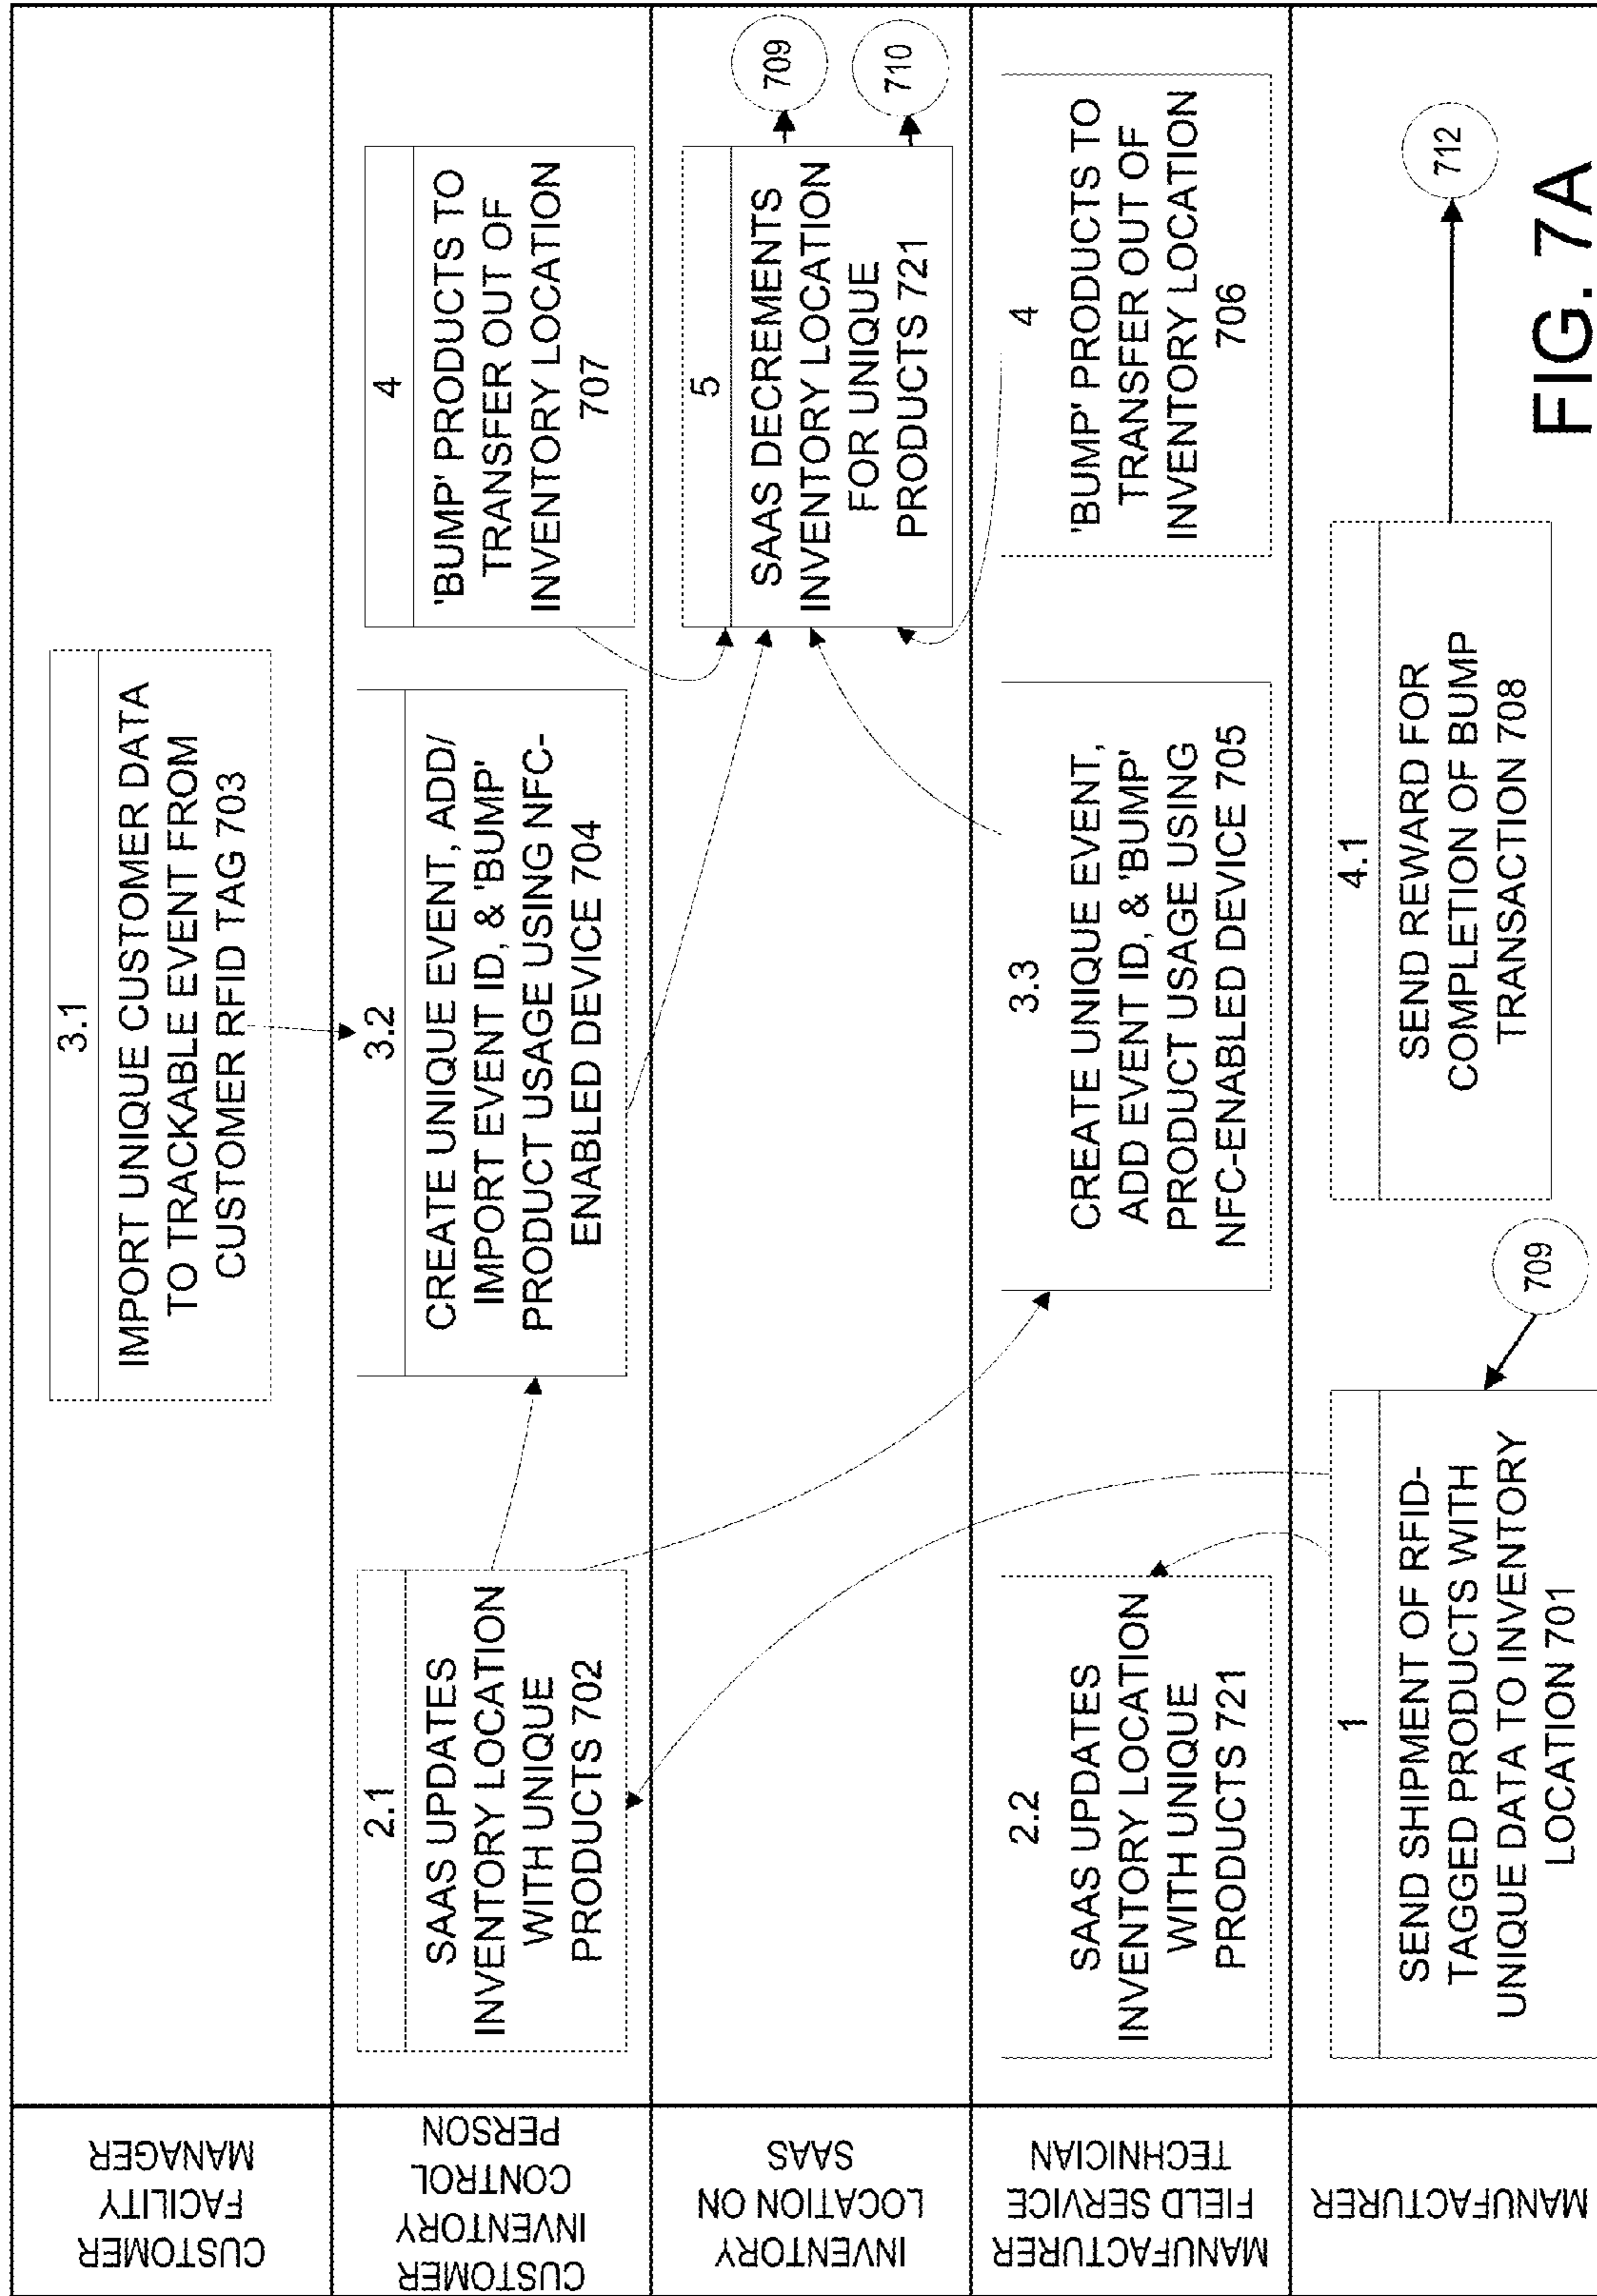 CUSTOMER
FACILITY
MANAGER
3.1
IMPORT UNIQUE CUSTOMER DATA
TO TRACKABLE EVENT FROM
CUSTOMER RFID TAG 703
CUSTOMER
INVENTORY
CONTROL
PERSON
2.1
SAAS UPDATES
INVENTORY LOCATION
WITH UNIQUE
PRODUCTS 702
3.2
CREATE UNIQUE EVENT, ADD/
IMPORT EVENT ID, & 'BUMP'
PRODUCT USAGE USING NFC-
ENABLED DEVICE 704
4
'BUMP' PRODUCTS TO
TRANSFER OUT OF
INVENTORY LOCATION
707
INVENTORY
LOCATION ON
SAAS
5
SAAS DECREMENTS
INVENTORY LOCATION
FOR UNIQUE
PRODUCTS 721
709
710
MANUFACTURER
FIELD SERVICE
TECHNICIAN
2.2
SAAS UPDATES
INVENTORY LOCATION
WITH UNIQUE
PRODUCTS 721
3.3
CREATE UNIQUE EVENT,
ADD EVENT ID, & 'BUMP'
PRODUCT USAGE USING
NFC-ENABLED DEVICE 705
4
'BUMP' PRODUCTS TO
TRANSFER OUT OF
INVENTORY LOCATION
706
MANUFACTURER
1
SEND SHIPMENT OF RFID-
TAGGED PRODUCTS WITH
UNIQUE DATA TO INVENTORY
LOCATION 701
709
4.1
SEND REWARD FOR
COMPLETION OF BUMP
TRANSACTION 708
712
FIG. 7A